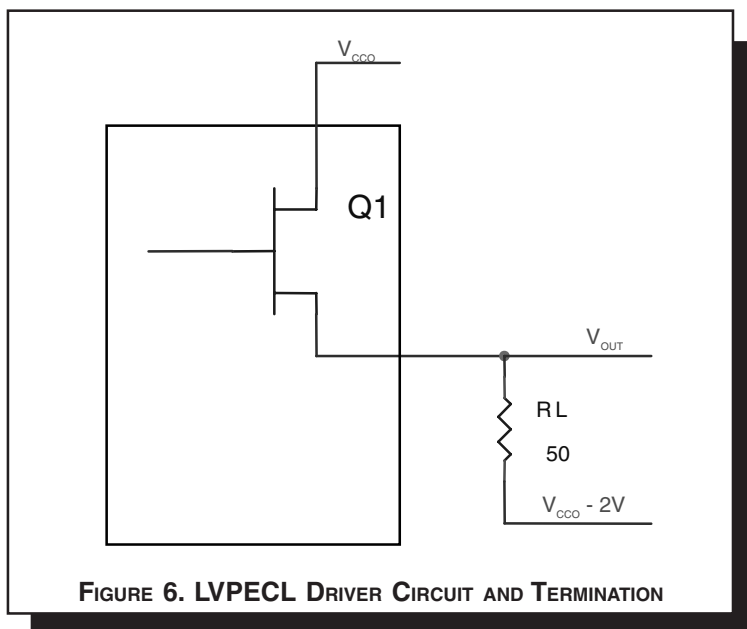 V_CCO
Q1
V_OUT
RL
50
V_CCO - 2V
FIGURE 6. LVPECL DRIVER CIRCUIT AND TERMINATION